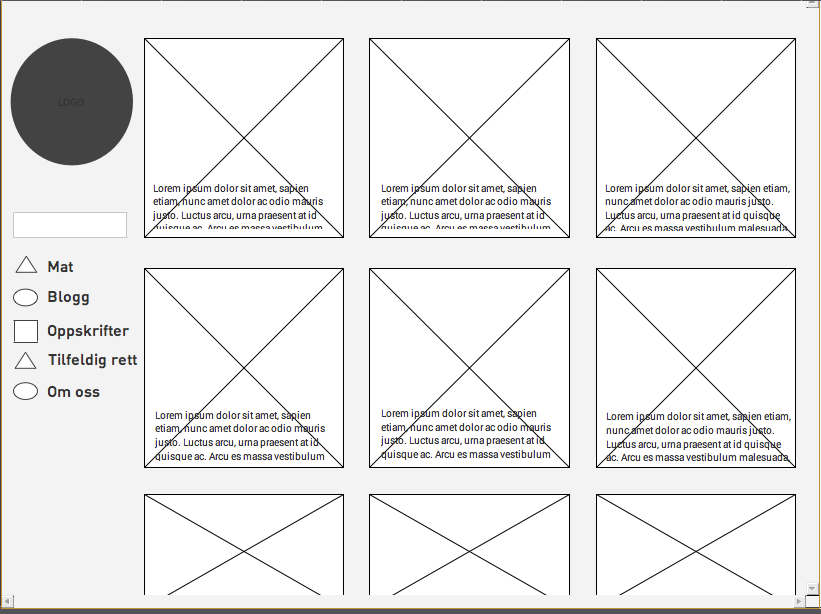 LOGO
Mat
Blogg
Oppskrifter
Tilfeldig rett
Om oss
Lorem ipsum dolor sit amet, sapien
etiam, nunc amet dolor ac odio mauris
justo. Luctus arcu, urna praesent at id
quisque ac. Arcu es massa vestibulum
Lorem ipsum dolor sit amet, sapien
etiam, nunc amet dolor ac odio mauris
justo. Luctus arcu, urna praesent at id
quisque ac. Arcu es massa vestibulum
Lorem ipsum dolor sit amet, sapien etiam,
nunc amet dolor ac odio mauris justo.
Luctus arcu, urna praesent at id quisque
ac. Arcu es massa vestibulum malesuada
Lorem ipsum dolor sit amet, sapien
etiam, nunc amet dolor ac odio mauris
justo. Luctus arcu, urna praesent at id
quisque ac. Arcu es massa vestibulum
Lorem ipsum dolor sit amet, sapien
etiam, nunc amet dolor ac odio mauris
justo. Luctus arcu, urna praesent at id
quisque ac. Arcu es massa vestibulum
Lorem ipsum dolor sit amet, sapien etiam,
nunc amet dolor ac odio mauris justo.
Luctus arcu, urna praesent at id quisque
ac. Arcu es massa vestibulum malesuada